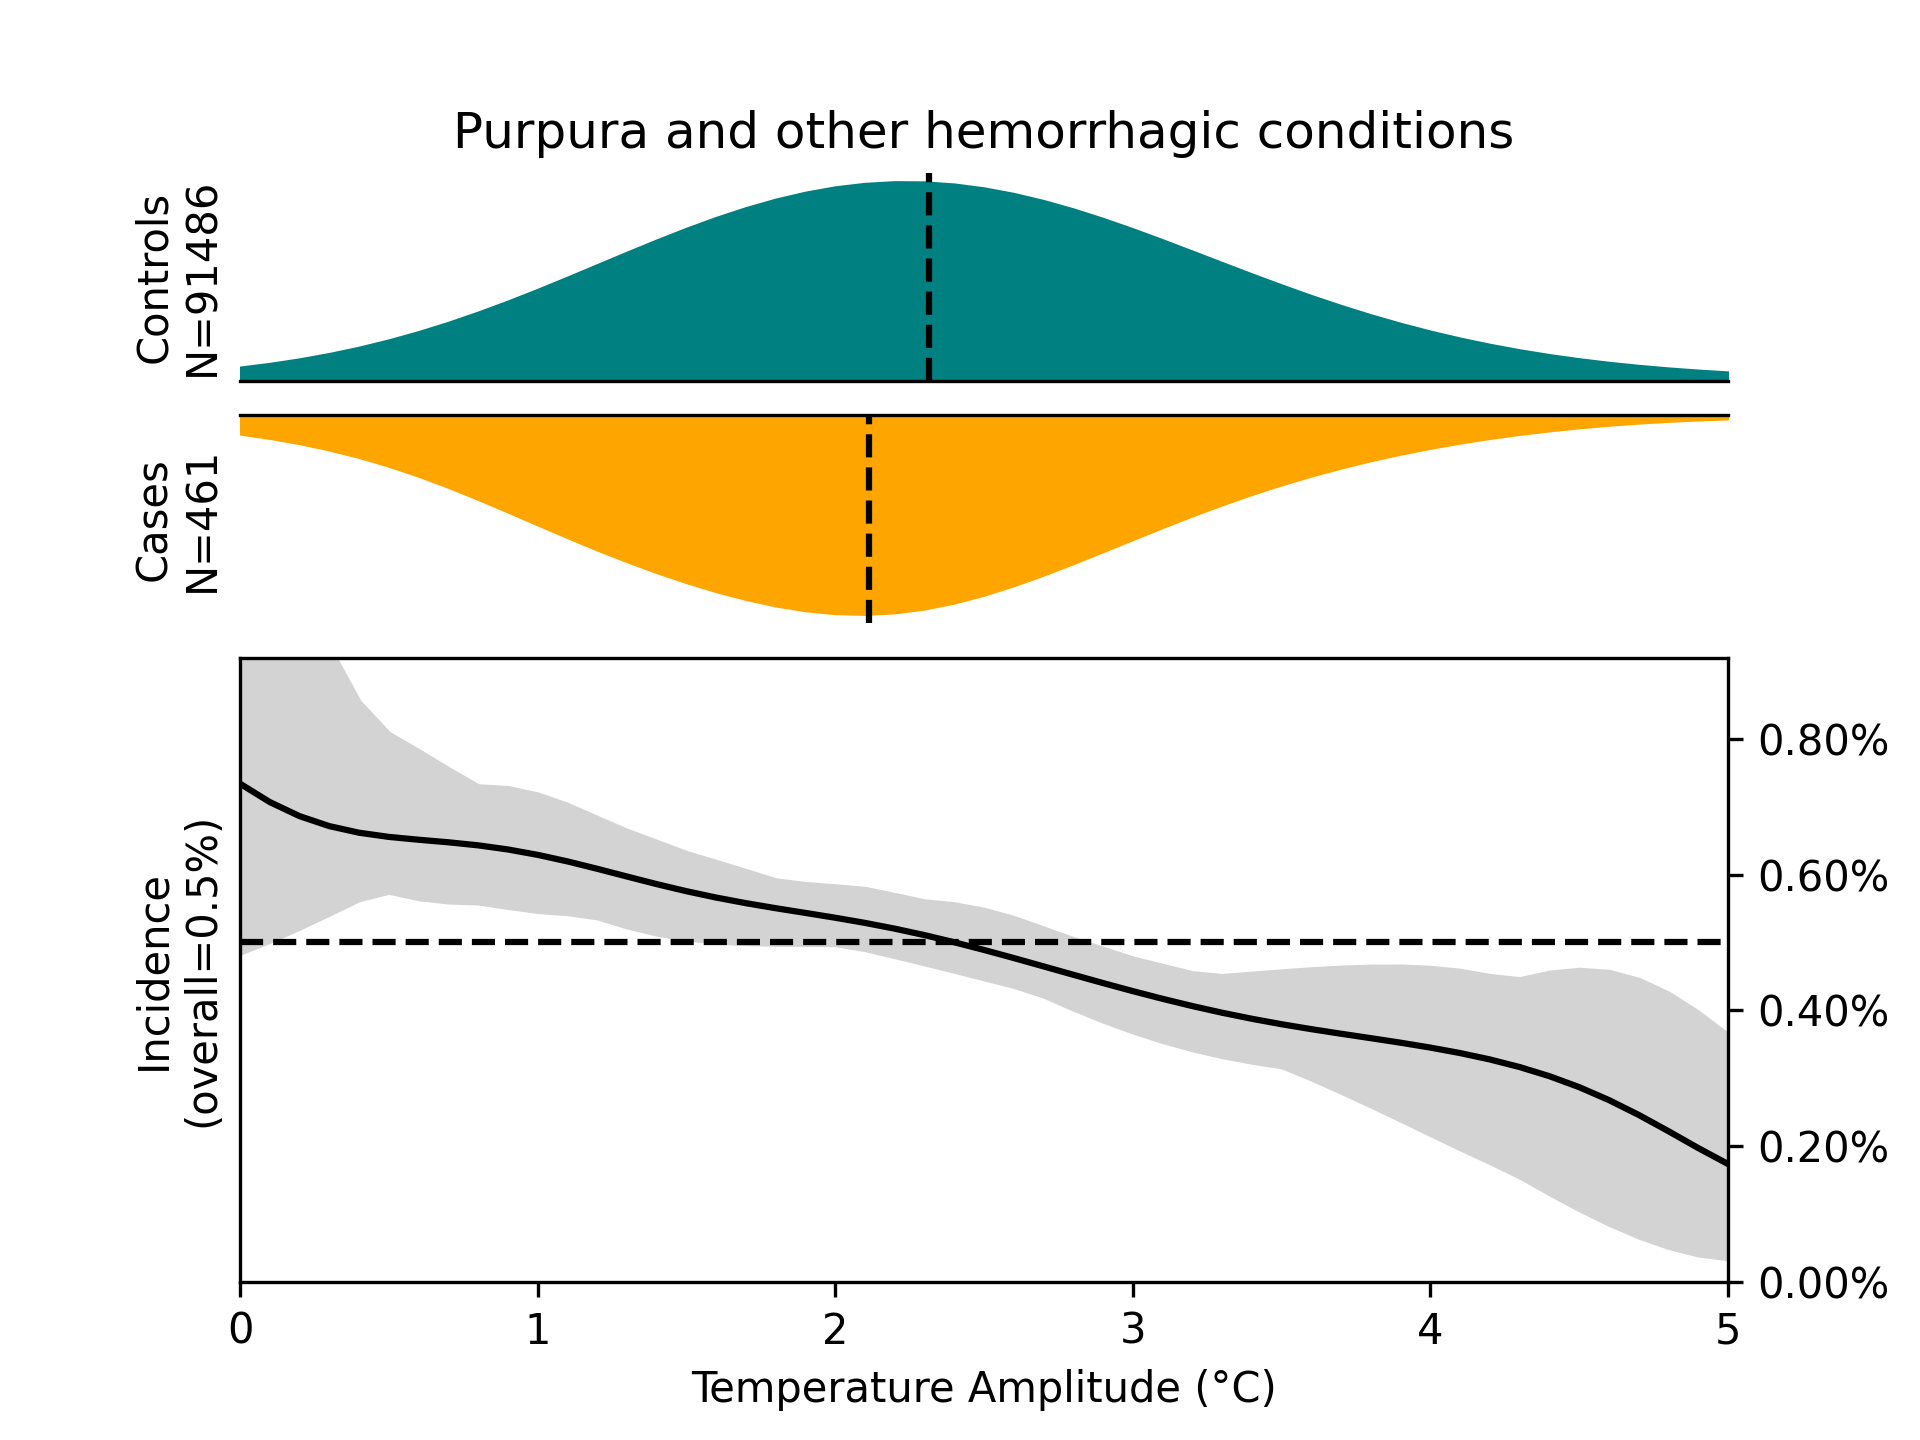 Purpura and other hemorrhagic conditions
Controls
N=91486
Cases
N=461
Incidence
(overall=0.5%)
0.80%
0.60%
0.40%
0.20%
0.00%
0 1 2 3 4 5
Temperature Amplitude (°C)